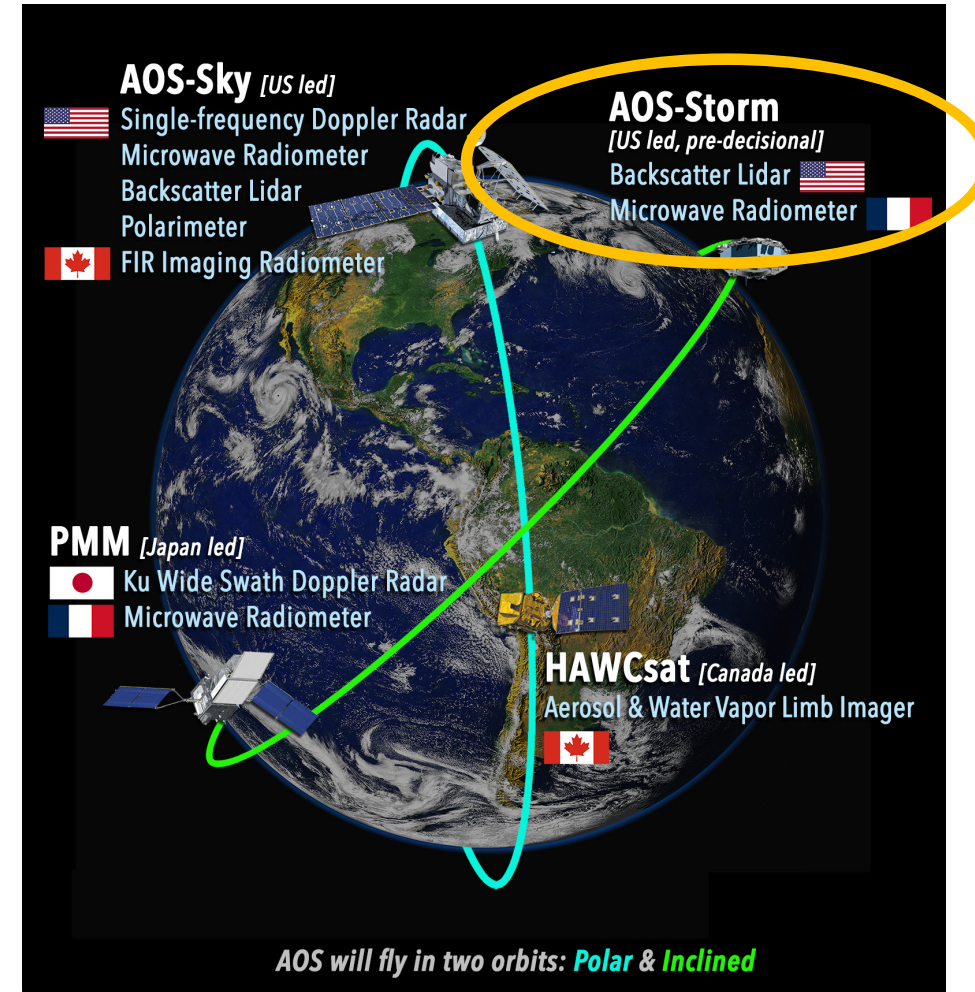 AOS-Sky [US led]
Single-frequency Doppler Radar
Microwave Radiometer
Backscatter Lidar
Polarimeter
FIR Imaging Radiometer
AOS-Storm
[US led, pre-decisional]
Backscatter Lidar
Microwave Radiometer
PMM [Japan led]
Ku Wide Swath Doppler Radar
Microwave Radiometer
HAWCsat [Canada led]
Aerosol & Water Vapor Limb Imager
AOS will fly in two orbits: Polar & Inclined